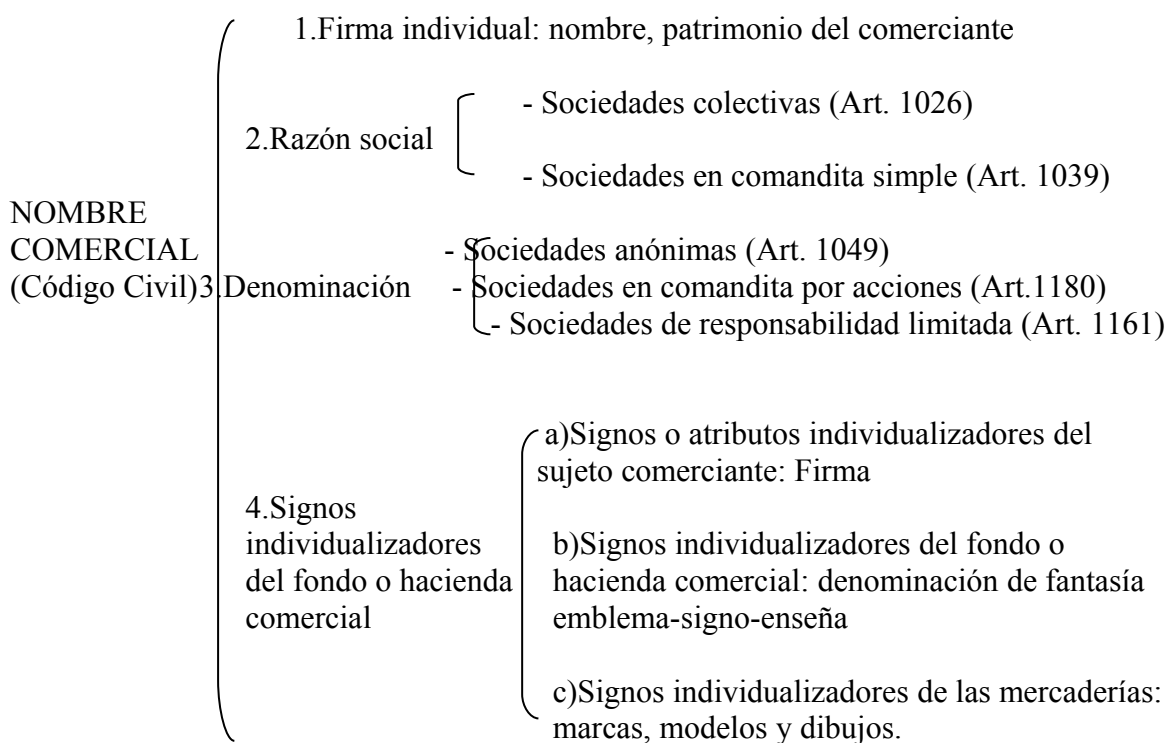 1.Firma individual: nombre, patrimonio del comerciante
- Sociedades colectivas (Art. 1026)
2.Razón social
- Sociedades en comandita simple (Art. 1039)
NOMBRE
COMERCIAL
(Código Civil)
- Sociedades anónimas (Art. 1049)
3.Denominación
- Sociedades en comandita por acciones (Art.1180)
- Sociedades de responsabilidad limitada (Art. 1161)
a)Signos o atributos individualizadores del
sujeto comerciante: Firma
4.Signos
individualizadores
del fondo o hacienda
comercial
b)Signos individualizadores del fondo o
hacienda comercial: denominación de fantasía
emblema-signo-enseña
c)Signos individualizadores de las mercaderías:
marcas, modelos y dibujos.